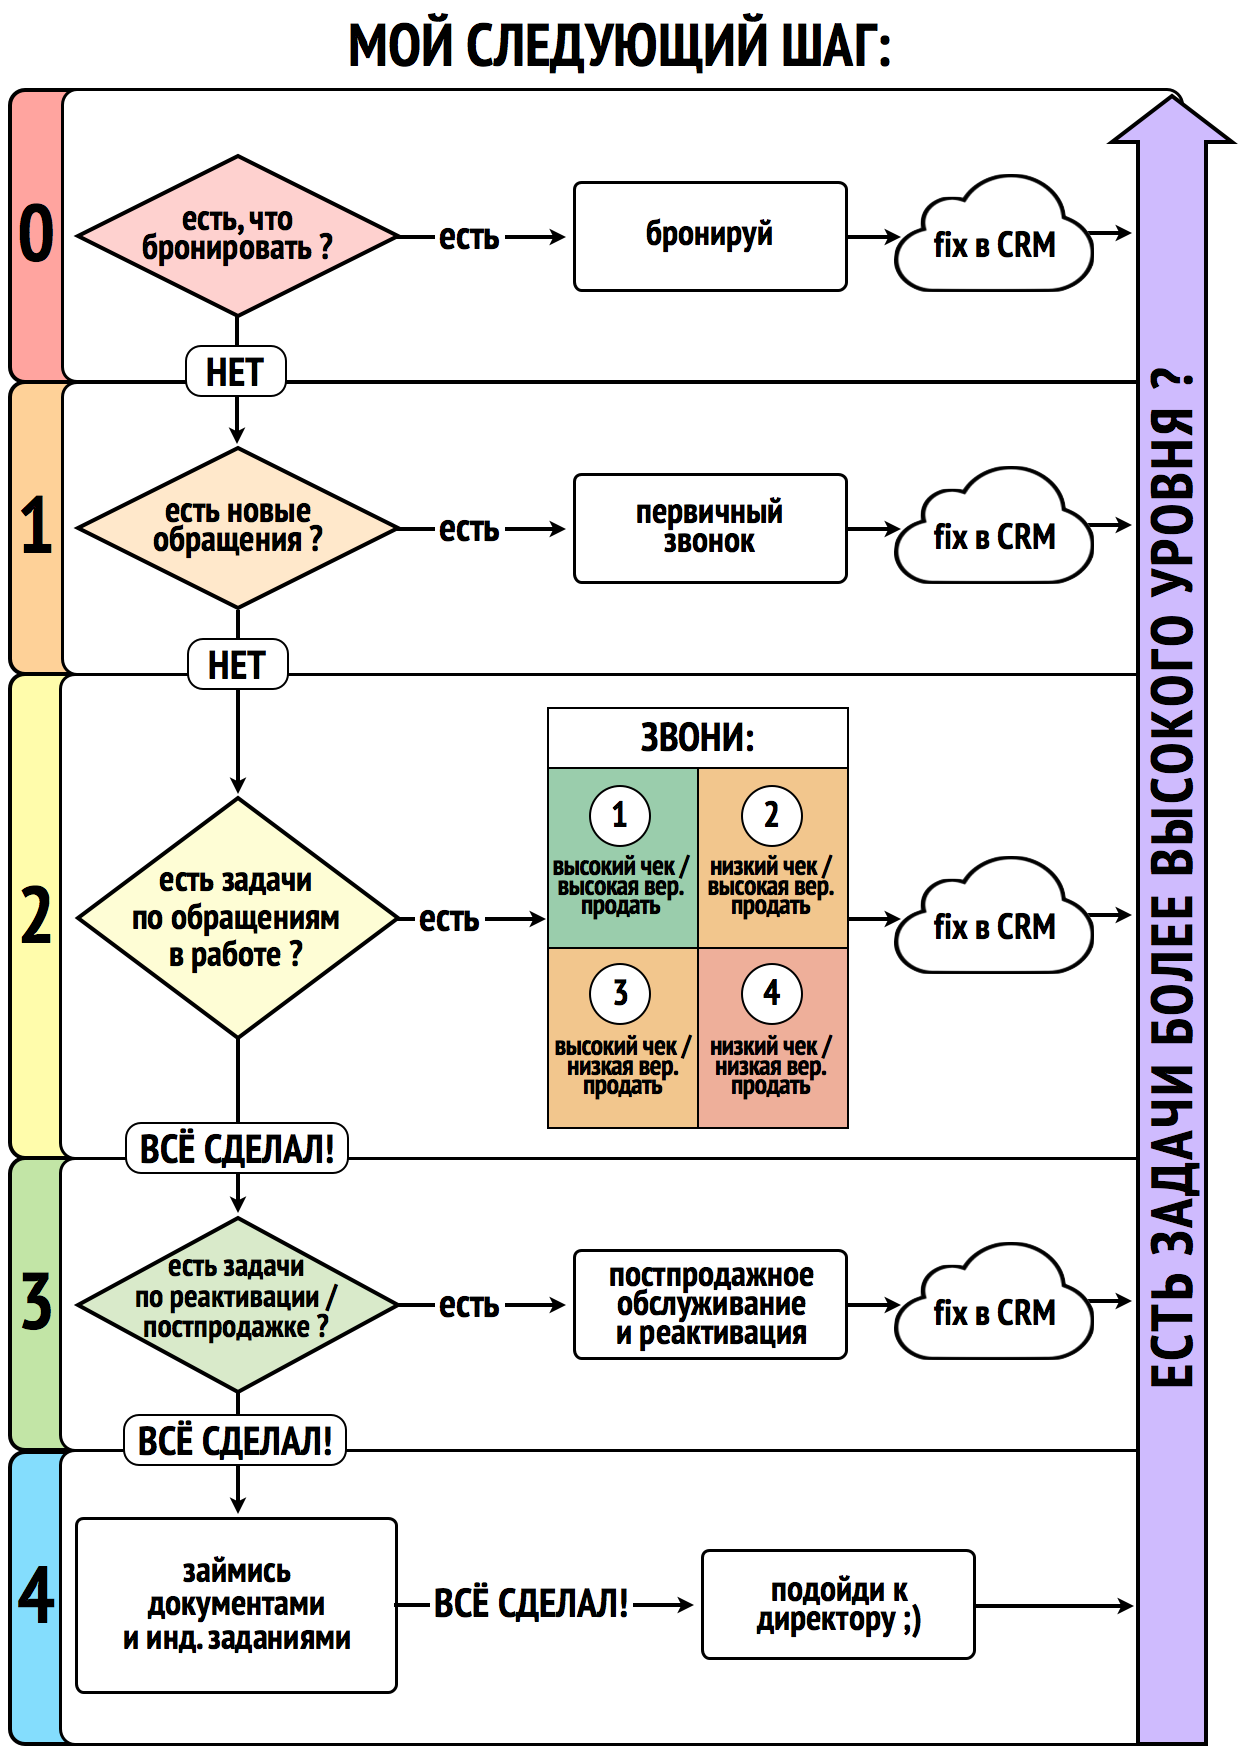 МОЙ СЛЕДУЮЩИЙ ШАГ:
0
есть, что
бронировать ?
есть
бронируй
fix в CRM
НЕТ
1
есть новые
обращения ?
есть
первичный
звонок
fix в CRM
НЕТ
2
есть задачи
по обращениям
в работе ?
есть
ЗВОНИ:
1
высокий чек /
высокая вер.
продать
2
низкий чек /
высокая вер.
продать
3
высокий чек /
низкая вер.
продать
4
низкий чек /
низкая вер.
продать
fix в CRM
ВСЁ СДЕЛАЛ!
3
есть задачи
по реактивации /
постпродажке ?
есть
постпродажное
обслуживание
и реактивация
fix в CRM
ВСЁ СДЕЛАЛ!
4
займись
документами
и инд. заданиями
ВСЁ СДЕЛАЛ!
подойди к
директору ;)
ЕСТЬ ЗАДАЧИ БОЛЕЕ ВЫСОКОГО УРОВНЯ ?